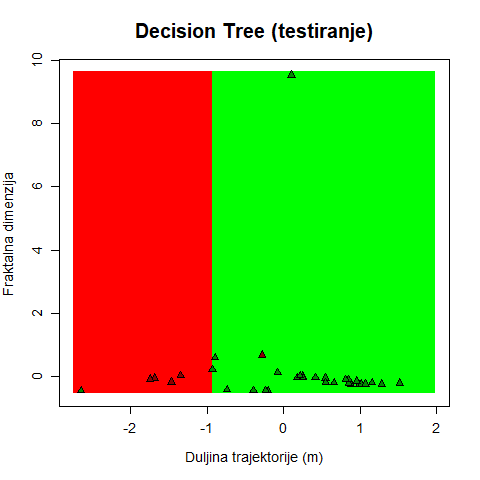 Decision Tree (testiranje)
Fraktalna dimenzija
10
8
6
4
2
0
-2 -1 0 1 2
Duljina trajektorije (m)